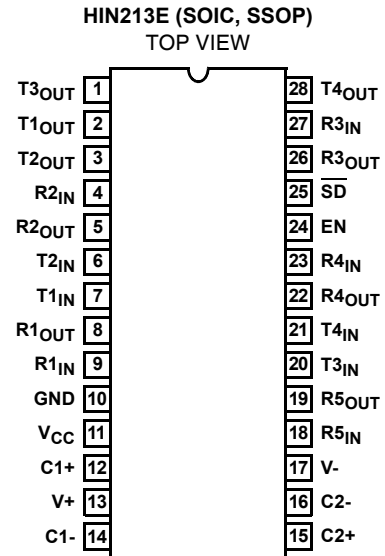 HIN213E (SOIC, SSOP)
TOP VIEW
T3OUT 1 28 T4OUT
T1OUT 2 27 R3IN
T2OUT 3 26 R3OUT
R2IN 4 25 S̅D̅
R2OUT 5 24 EN
T2IN 6 23 R4IN
T1IN 7 22 R4OUT
R1OUT 8 21 T4IN
R1IN 9 20 T3IN
GND 10 19 R5OUT
VCC 11 18 R5IN
C1+ 12 17 V-
V+ 13 16 C2-
C1- 14 15 C2+